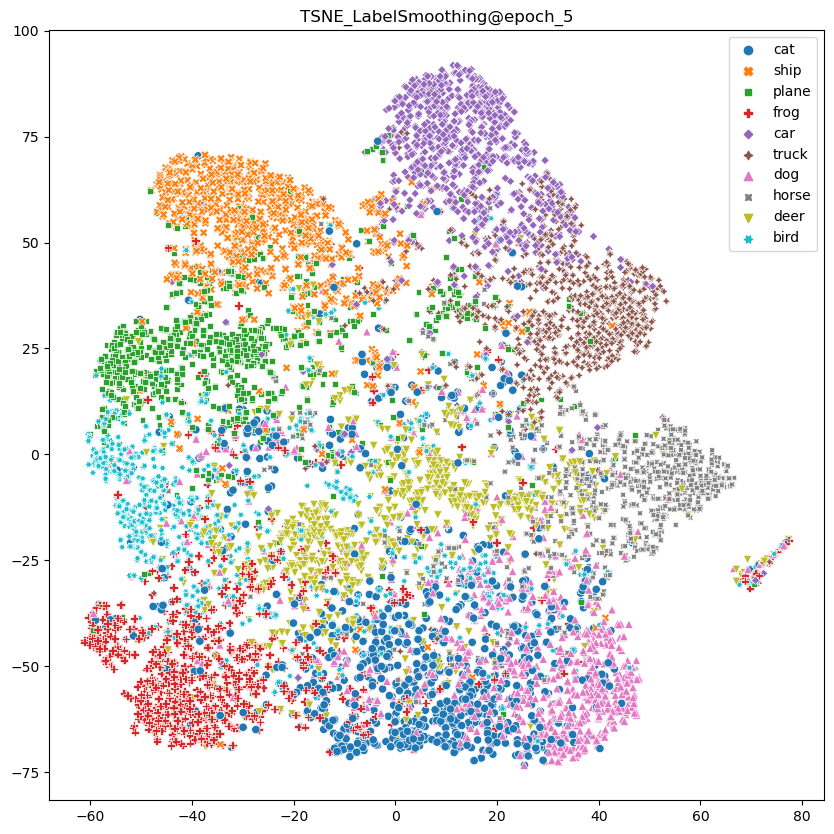 TSNE_LabelSmoothing@epoch_5
100
75
50
25
0
−25
−50
−75
−60
−40
−20
0
20
40
60
80
cat
ship
plane
frog
car
truck
dog
horse
deer
bird